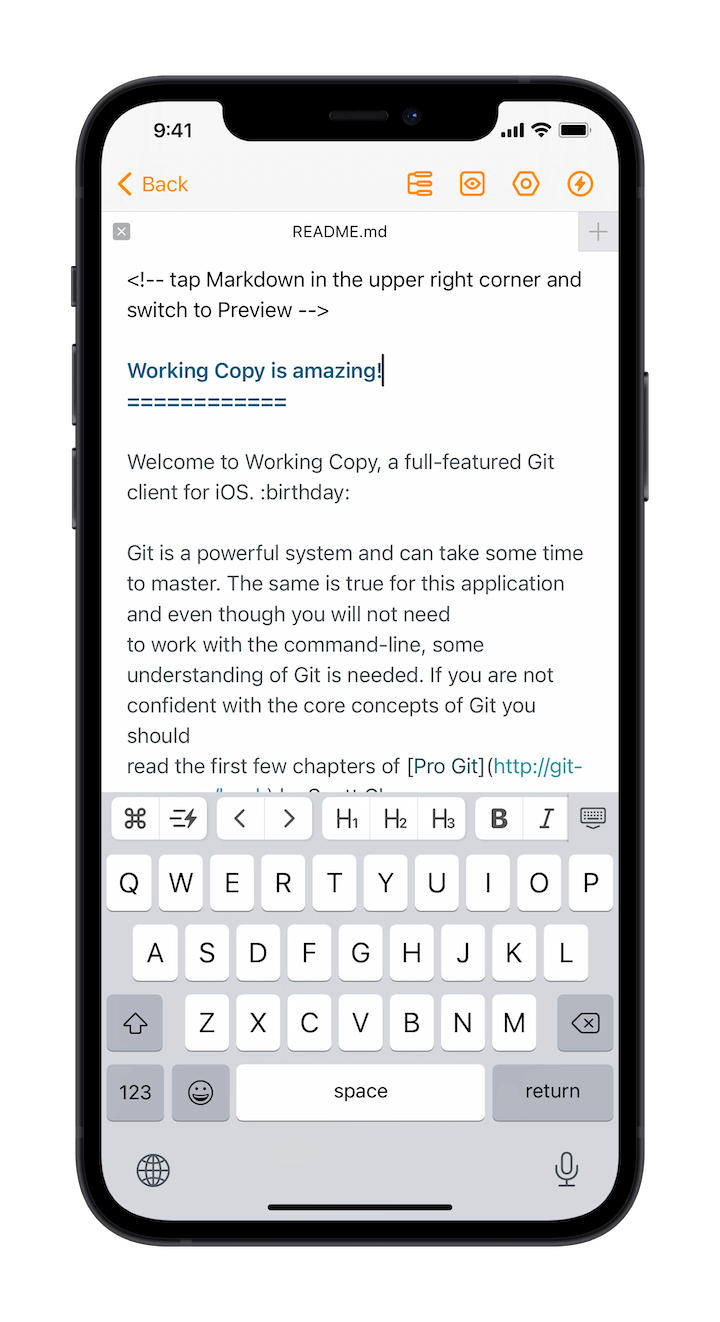 9:41
Back
README.md
<!-- tap Markdown in the upper right corner and
switch to Preview -->
Working Copy is amazing!
============
Welcome to Working Copy, a full-featured Git
client for iOS. :birthday:
Git is a powerful system and can take some time
to master. The same is true for this application
and even though you will not need
to work with the command-line, some
understanding of Git is needed. If you are not
confident with the core concepts of Git you
should
read the first few chapters of [Pro Git](http://git-
H1 H2 H3 B I
Q W E R T Y U I O P
A S D F G H J K L
Z X C V B N M
123 space return